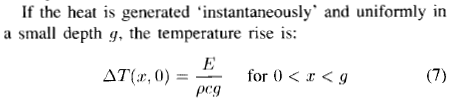 If the heat is generated ‘instantaneously’ and uniformly in
a small depth g, the temperature rise is:
ΔT(x,0) = E/ρcg for 0 < x < g (7)